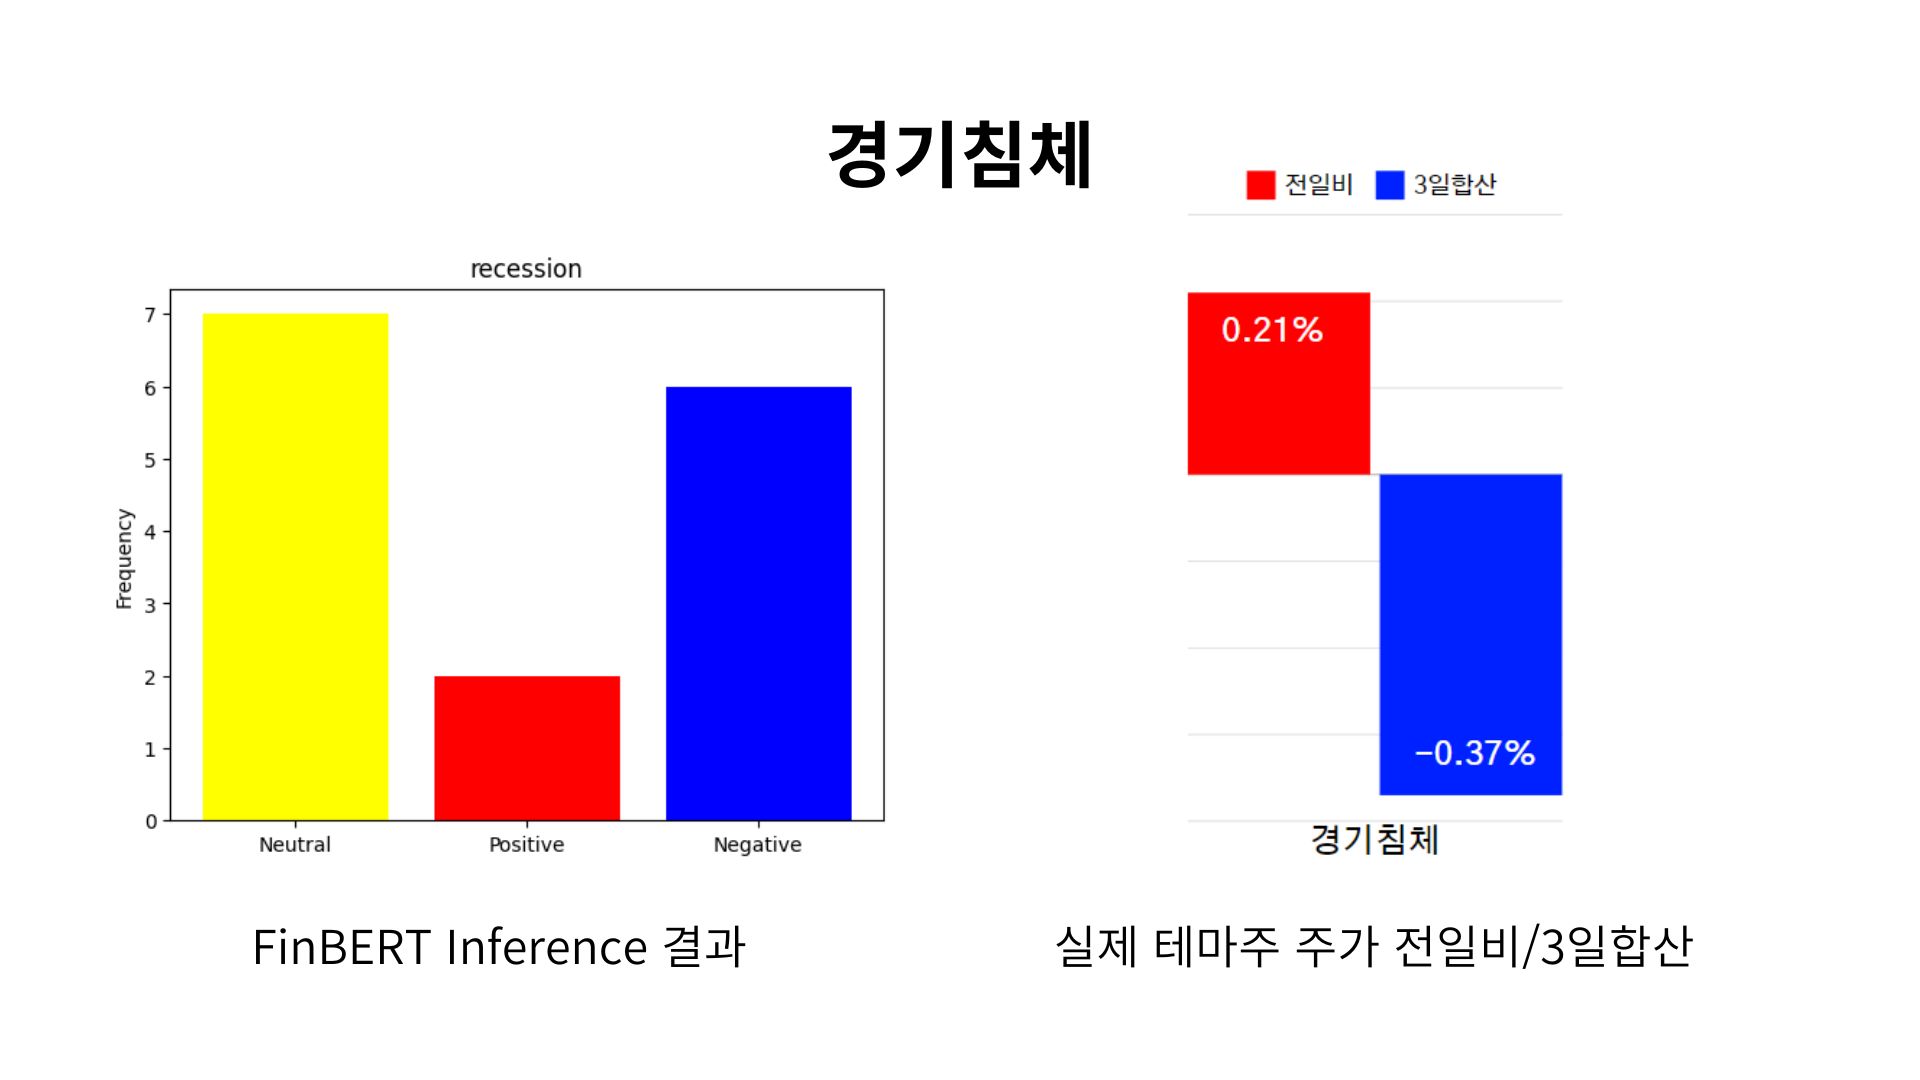 경기침체
recession
Frequency
7
6
5
4
3
2
1
0
Neutral Positive Negative
FinBERT Inference 결과
전일비 3일합산
0.21%
-0.37%
경기침체
실제 테마주 주가 전일비/3일합산